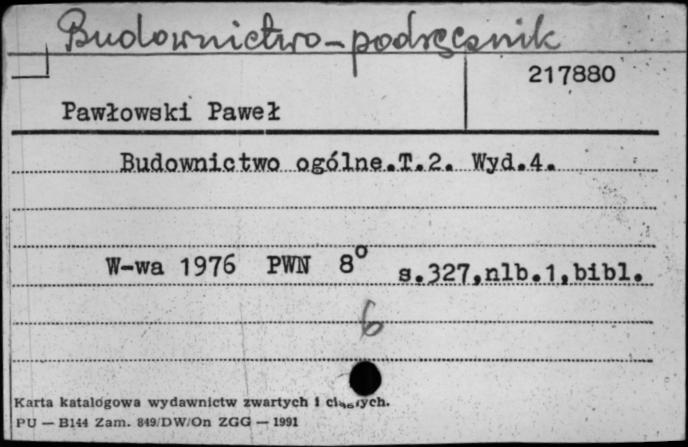 Budownictwo-podręcznik
217880
Pawłowski Paweł
Budownictwo ogólne.T.2. Wyd.4.
W-wa 1976 PWN 8° s.327,nlb.1,bibl.
6
Karta katalogowa wydawnictw zwartych i ciągłych.
PU — B144 Zam. 849/DW/On ZGG — 1991